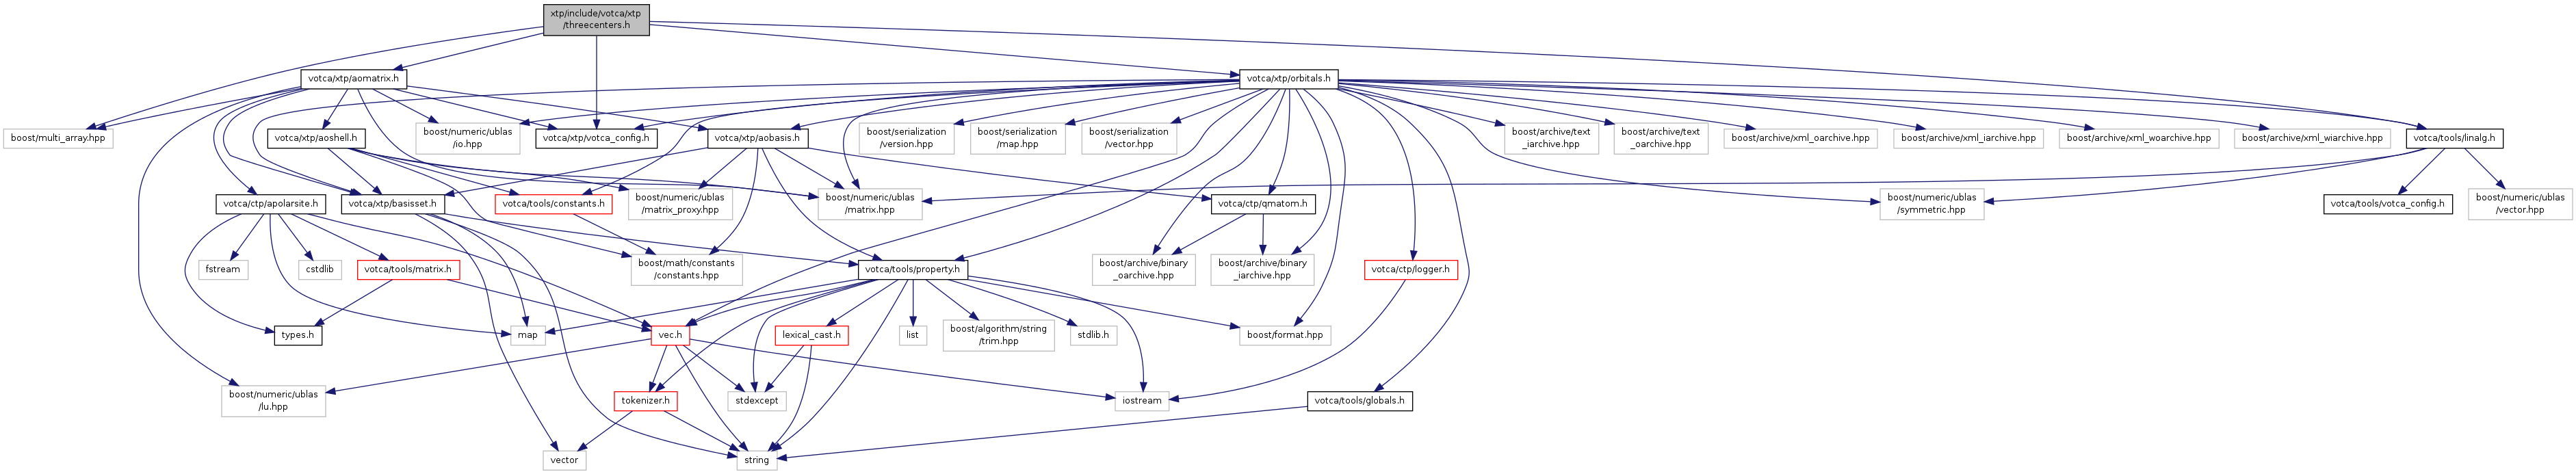 xtp/include/votca/xtp
/threecenters.h
votca/xtp/aomatrix.h
votca/xtp/orbitals.h
boost/multi_array.hpp
votca/xtp/aoshell.h
boost/numeric/ublas
/io.hpp
votca/xtp/votca_config.h
votca/xtp/aobasis.h
boost/serialization
/version.hpp
boost/serialization
/map.hpp
boost/serialization
/vector.hpp
boost/archive/text
_iarchive.hpp
boost/archive/text
_oarchive.hpp
boost/archive/xml_oarchive.hpp
boost/archive/xml_iarchive.hpp
boost/archive/xml_woarchive.hpp
boost/archive/xml_wiarchive.hpp
votca/tools/linalg.h
votca/ctp/apolarsite.h
votca/xtp/basisset.h
votca/tools/constants.h
boost/numeric/ublas
/matrix_proxy.hpp
boost/numeric/ublas
/matrix.hpp
votca/ctp/qmatom.h
boost/numeric/ublas
/symmetric.hpp
votca/tools/votca_config.h
boost/numeric/ublas
/vector.hpp
fstream
cstdlib
votca/tools/matrix.h
boost/math/constants
/constants.hpp
votca/tools/property.h
boost/archive/binary
_oarchive.hpp
boost/archive/binary
_iarchive.hpp
votca/ctp/logger.h
types.h
map
vec.h
lexical_cast.h
list
boost/algorithm/string
/trim.hpp
stdlib.h
boost/format.hpp
boost/numeric/ublas
/lu.hpp
tokenizer.h
stdexcept
iostream
votca/tools/globals.h
vector
string